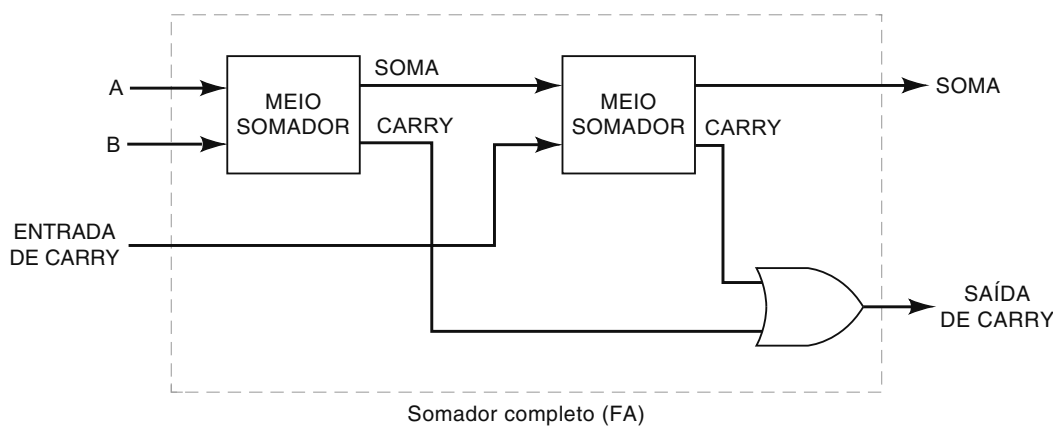 A
B
MEIO
SOMADOR
SOMA
CARRY
MEIO
SOMADOR
CARRY
SOMA
ENTRADA
DE CARRY
SAÍDA
DE CARRY
Somador completo (FA)